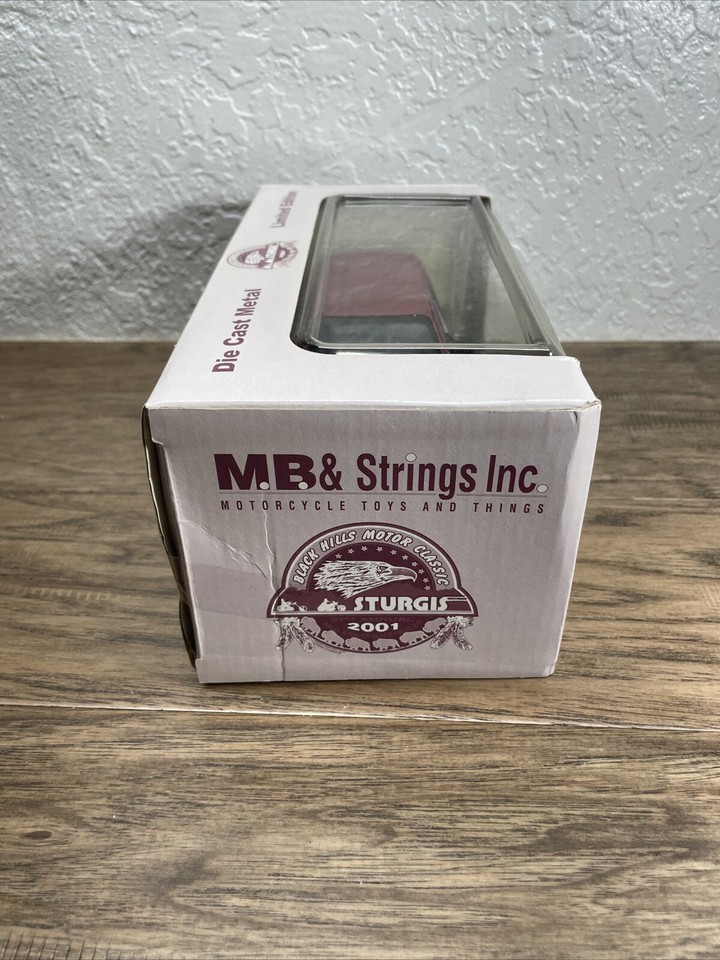 Limited Edition
Die Cast Metal
M.B.& Strings Inc.
MOTORCYCLE TOYS AND THINGS
BLACK HILLS MOTOR CLASSIC
STURGIS
2001